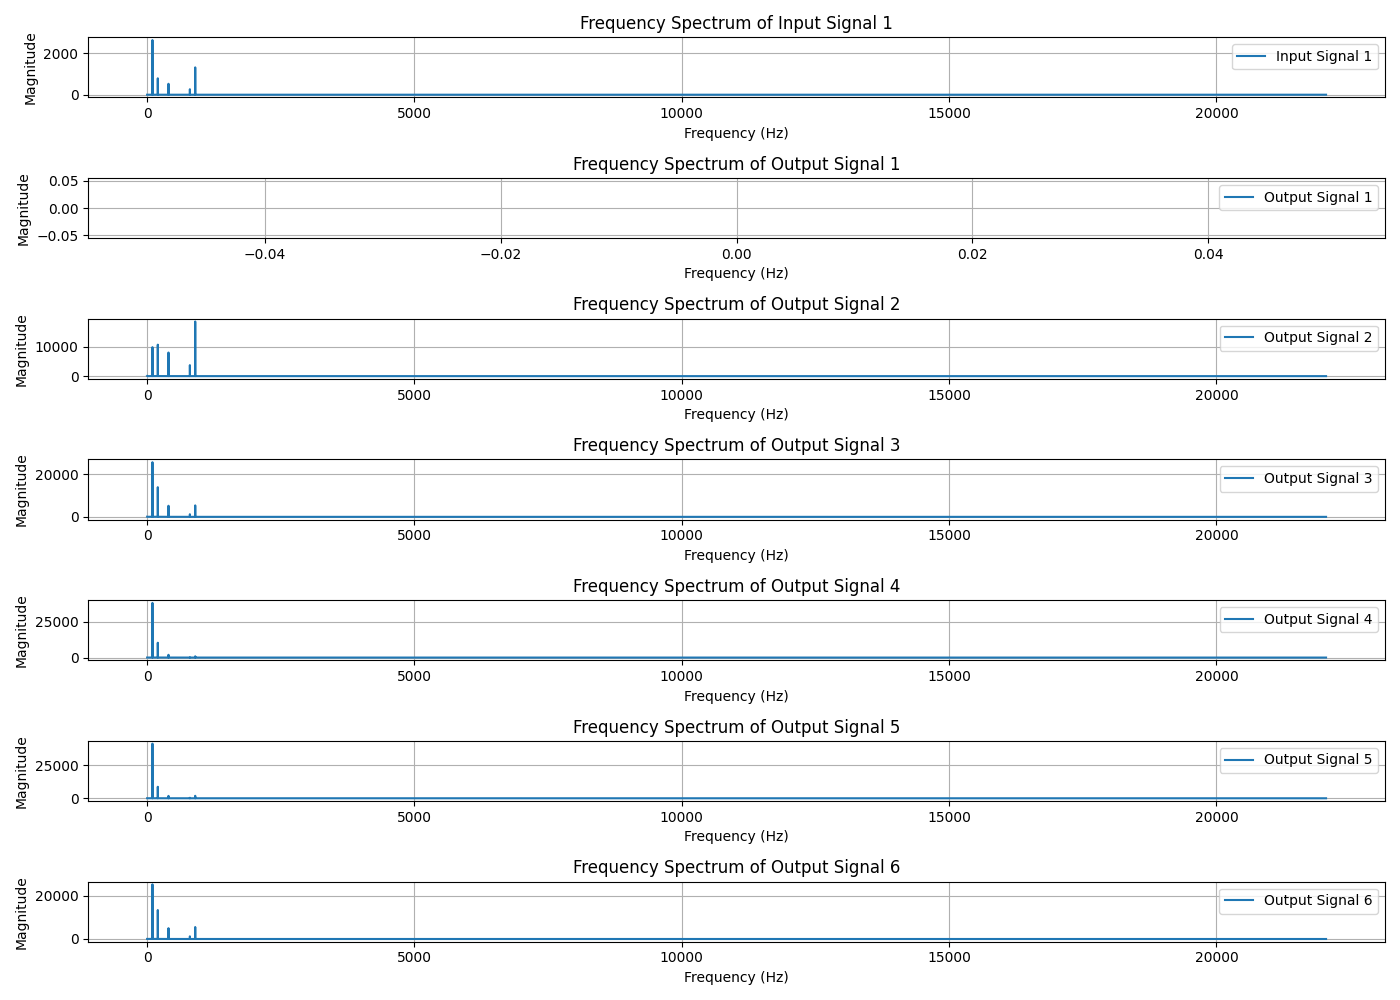 Frequency Spectrum of Input Signal 1
Magnitude
2000
0
Input Signal 1
0 5000 10000 15000 20000
Frequency (Hz)
Frequency Spectrum of Output Signal 1
Magnitude
0.05
0.00
−0.05
Output Signal 1
−0.04 −0.02 0.00 0.02 0.04
Frequency (Hz)
Frequency Spectrum of Output Signal 2
Magnitude
10000
0
Output Signal 2
0 5000 10000 15000 20000
Frequency (Hz)
Frequency Spectrum of Output Signal 3
Magnitude
20000
0
Output Signal 3
0 5000 10000 15000 20000
Frequency (Hz)
Frequency Spectrum of Output Signal 4
Magnitude
25000
0
Output Signal 4
0 5000 10000 15000 20000
Frequency (Hz)
Frequency Spectrum of Output Signal 5
Magnitude
25000
0
Output Signal 5
0 5000 10000 15000 20000
Frequency (Hz)
Frequency Spectrum of Output Signal 6
Magnitude
20000
0
Output Signal 6
0 5000 10000 15000 20000
Frequency (Hz)